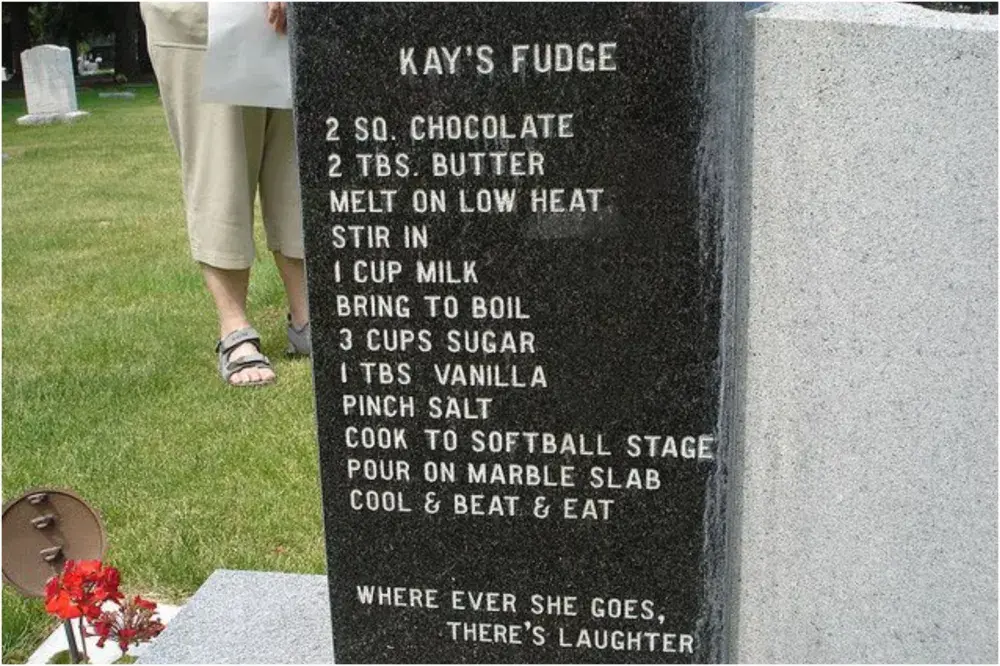 KAY'S FUDGE
2 SQ. CHOCOLATE
2 TBS. BUTTER
MELT ON LOW HEAT
STIR IN
1 CUP MILK
BRING TO BOIL
3 CUPS SUGAR
1 TBS VANILLA
PINCH SALT
COOK TO SOFTBALL STAGE
POUR ON MARBLE SLAB
COOL & BEAT & EAT
WHERE EVER SHE GOES,
THERE'S LAUGHTER